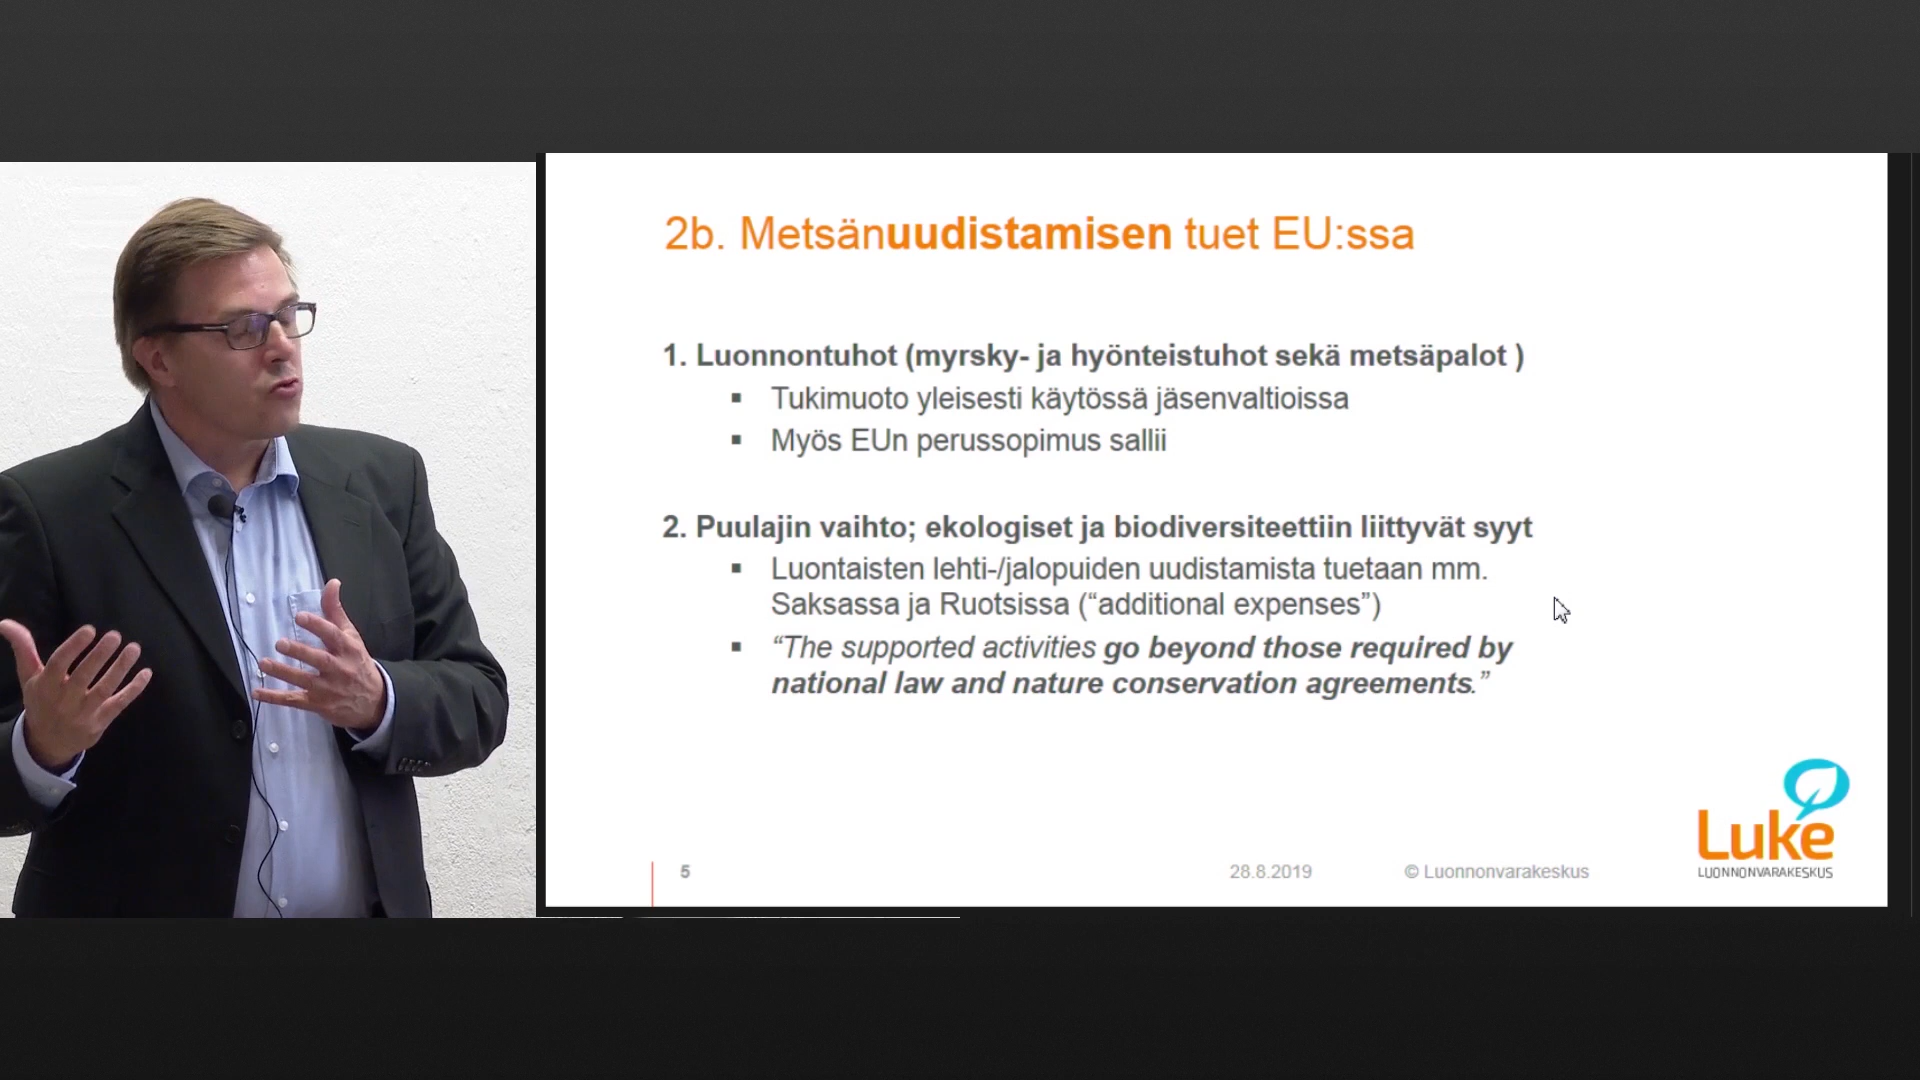 2b. Metsänuudistamisen tuet EU:ssa
1. Luonnontuhot (myrsky- ja hyönteistuhot sekä metsäpalot )
▪ Tukimuoto yleisesti käytössä jäsenvaltioissa
▪ Myös EUn perussopimus sallii
2. Puulajin vaihto; ekologiset ja biodiversiteettiin liittyvät syyt
▪ Luontaisten lehti-/jalopuiden uudistamista tuetaan mm.
Saksassa ja Ruotsissa (“additional expenses”)
▪ “The supported activities go beyond those required by
national law and nature conservation agreements.”
5
28.8.2019
© Luonnonvarakeskus
Luke
LUONNONVARAKESKUS